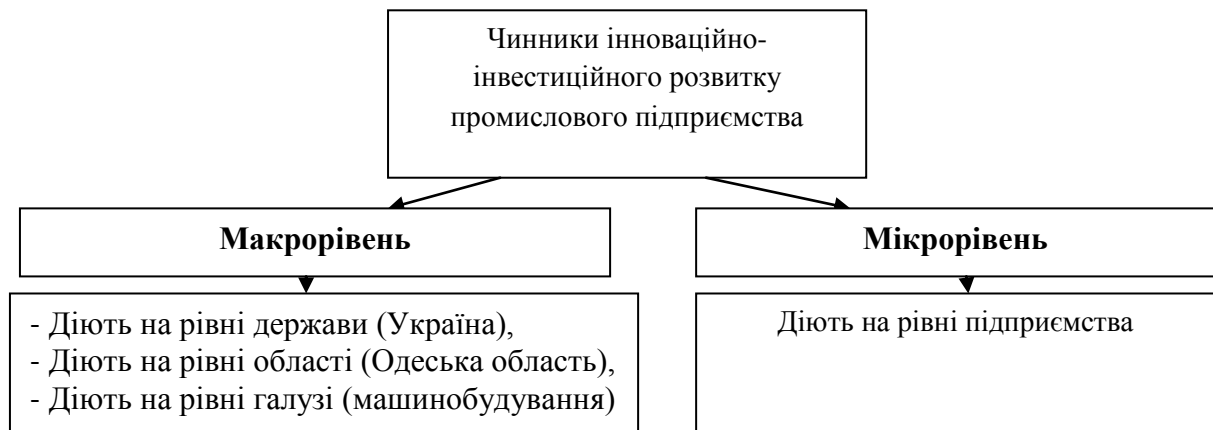 Чинники інноваційно-
інвестиційного розвитку
промислового підприємства
Макрорівень
Мікрорівень
- Діють на рівні держави (Україна),
- Діють на рівні області (Одеська область),
- Діють на рівні галузі (машинобудування)
Діють на рівні підприємства